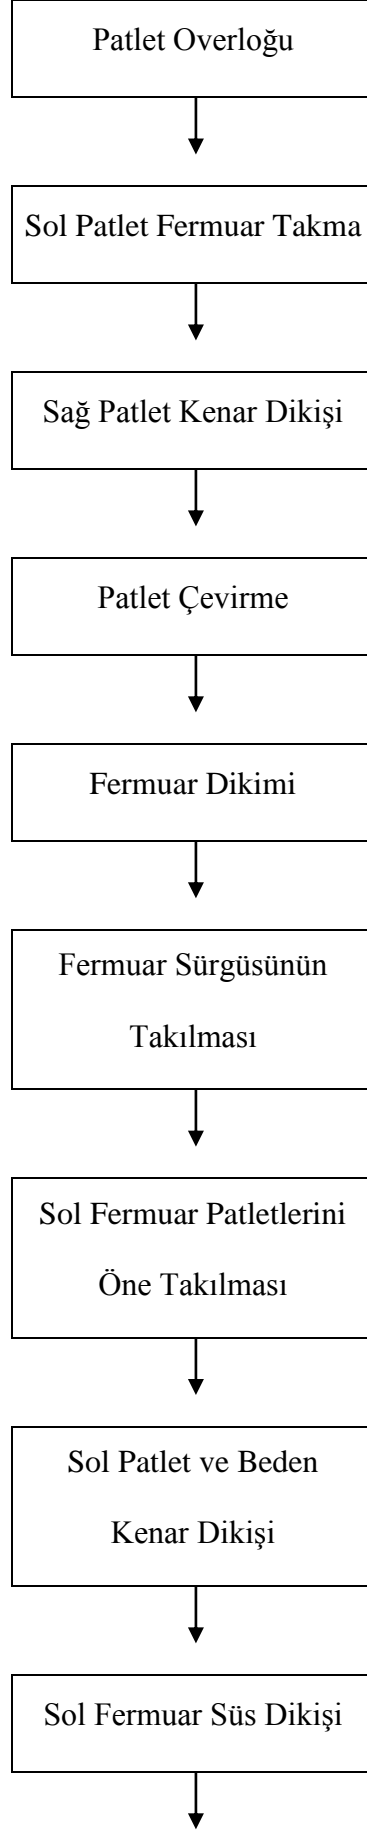 Patlet Overloğu
Sol Patlet Fermuar Takma
Sağ Patlet Kenar Dikişi
Patlet Çevirme
Fermuar Dikimi
Fermuar Sürgüsünün
Takılması
Sol Fermuar Patletlerini
Öne Takılması
Sol Patlet ve Beden
Kenar Dikişi
Sol Fermuar Süs Dikişi